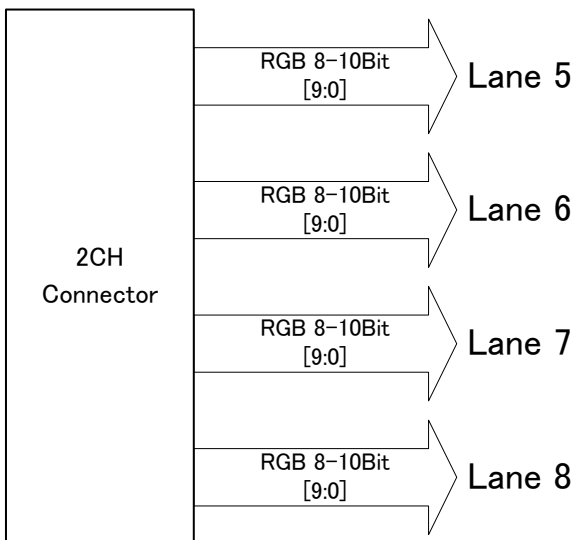 RGB 8-10Bit
[9:0]
Lane 5
RGB 8-10Bit
[9:0]
Lane 6
2CH
Connector
RGB 8-10Bit
[9:0]
Lane 7
RGB 8-10Bit
[9:0]
Lane 8